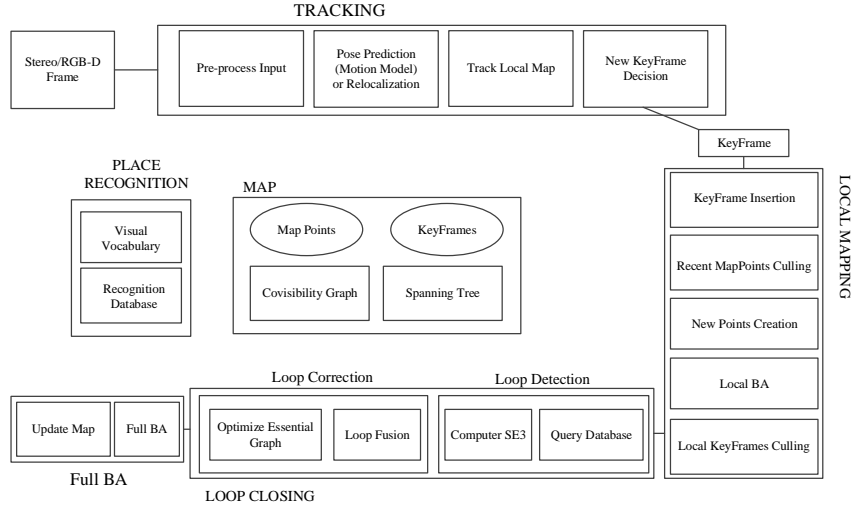 TRACKING
Stereo/RGB-D
Frame
Pre-process Input
Pose Prediction
(Motion Model)
or Relocalization
Track Local Map
New KeyFrame
Decision
KeyFrame
LOCAL MAPPING
KeyFrame Insertion
Recent MapPoints Culling
New Points Creation
Local BA
Local KeyFrames Culling
PLACE
RECOGNITION
Visual
Vocabulary
Recognition
Database
MAP
Map Points
KeyFrames
Covisibility Graph
Spanning Tree
Loop Correction
Loop Detection
Update Map
Full BA
Optimize Essential
Graph
Loop Fusion
Computer SE3
Query Database
Full BA
LOOP CLOSING